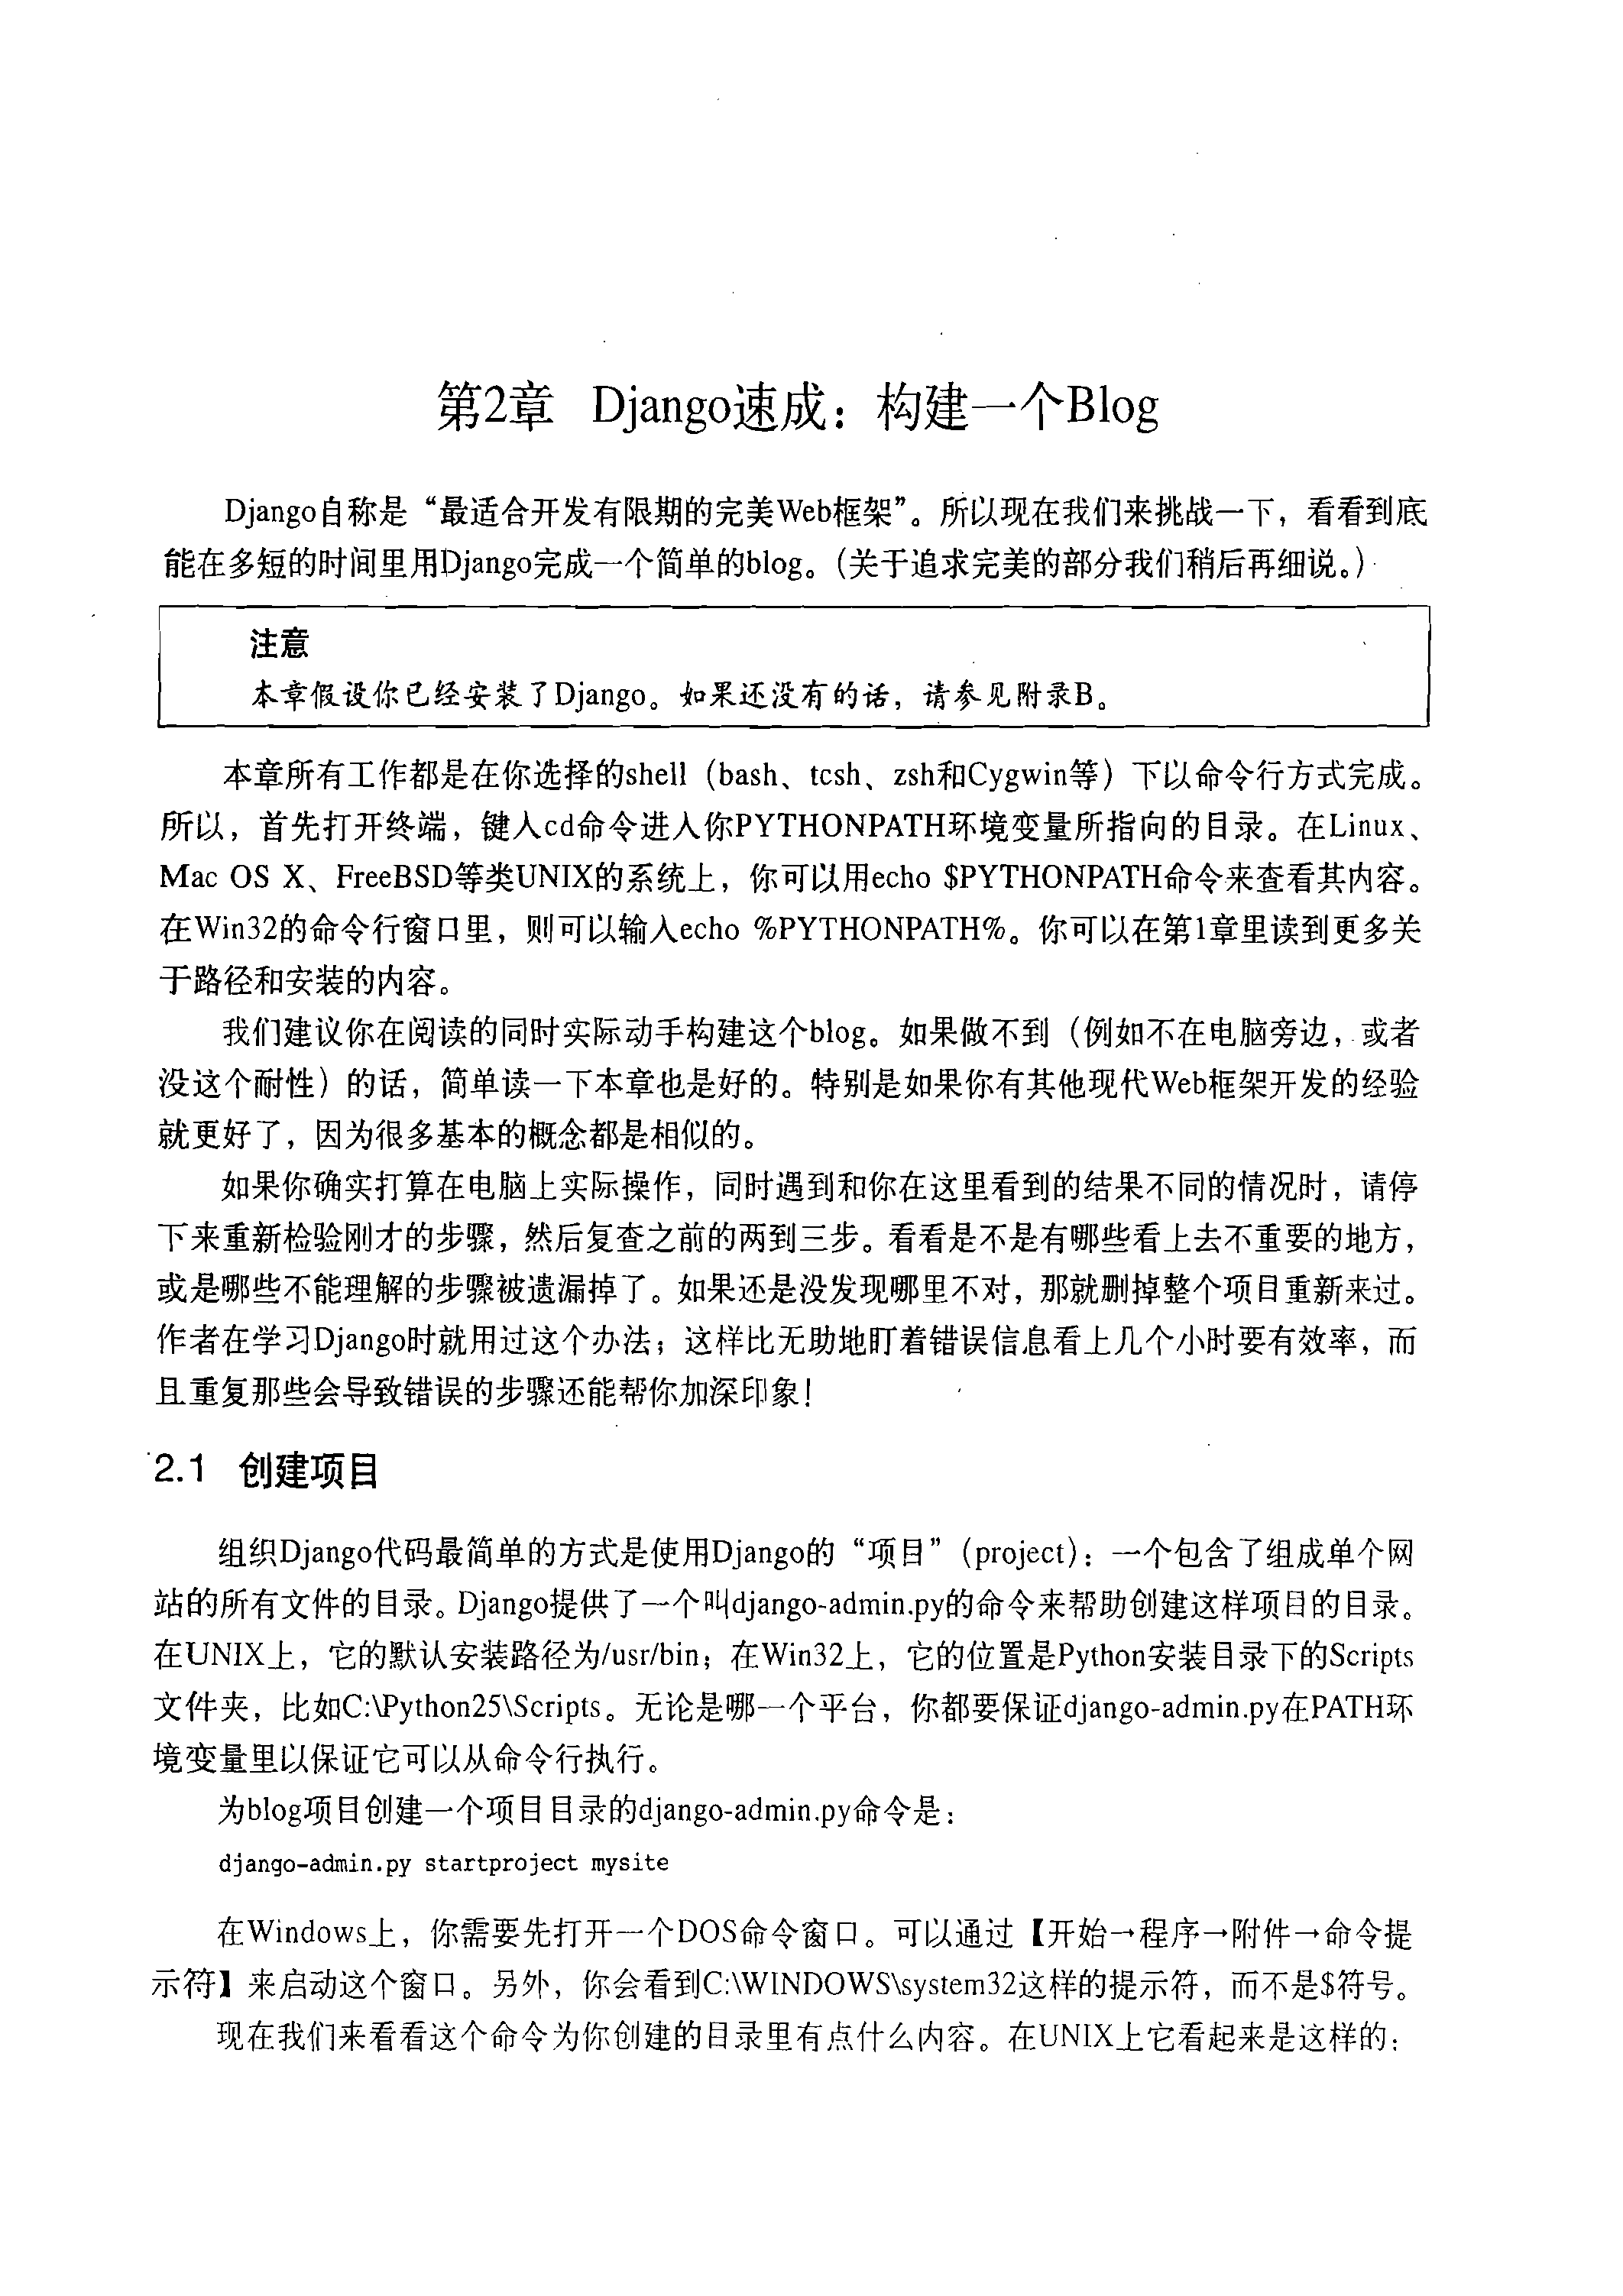 第2章 Django速成：构建一个Blog
Django自称是“最适合开发有限期的完美Web框架”。所以现在我们来挑战一下，看看到底
能在多短的时间里用Django完成一个简单的blog。（关于追求完美的部分我们稍后再细说。）
注意
本章假设你已经安装了Django。如果还没有的话，请参见附录B。
本章所有工作都是在你选择的shell（bash、tcsh、zsh和Cygwin等）下以命令行方式完成。
所以，首先打开终端，键入cd命令进入你PYTHONPATH环境变量所指向的目录。在Linux、
Mac OS X、FreeBSD等类UNIX的系统上，你可以用echo $PYTHONPATH命令来查看其内容。
在Win32的命令行窗口里，则可以输入echo %PYTHONPATH%。你可以在第1章里读到更多关
于路径和安装的内容。
我们建议你在阅读的同时实际动手构建这个blog。如果做不到（例如不在电脑旁边，或者
没这个耐性）的话，简单读一下本章也是好的。特别是如果你有其他现代Web框架开发的经验
就更好了，因为很多基本的概念都是相似的。
如果你确实打算在电脑上实际操作，同时遇到和你在这里看到的结果不同的情况时，请停
下来重新检验刚才的步骤，然后复查之前的两到三步。看看是不是有哪些看上去不重要的地方，
或是哪些不能理解的步骤被遗漏掉了。如果还是没发现哪里不对，那就删掉整个项目重新来过。
作者在学习Django时就用过这个办法；这样比无助地盯着错误信息看上几个小时要有效率，而
且重复那些会导致错误的步骤还能帮你加深印象！
2.1 创建项目
组织Django代码最简单的方式是使用Django的“项目”（project）：一个包含了组成单个网
站的所有文件的目录。Django提供了一个叫django-admin.py的命令来帮助创建这样项目的目录。
在UNIX上，它的默认安装路径为/usr/bin；在Win32上，它的位置是Python安装目录下的Scripts
文件夹，比如C:\Python25\Scripts。无论是哪一个平台，你都要保证django-admin.py在PATH环
境变量里以保证它可以从命令行执行。
为blog项目创建一个项目目录的django-admin.py命令是：
django-admin.py startproject mysite
在Windows上，你需要先打开一个DOS命令窗口。可以通过【开始→程序→附件→命令提
示符】来启动这个窗口。另外，你会看到C:\WINDOWS\system32这样的提示符，而不是$符号。
现在我们来看看这个命令为你创建的目录里有点什么内容。在UNIX上它看起来是这样的：